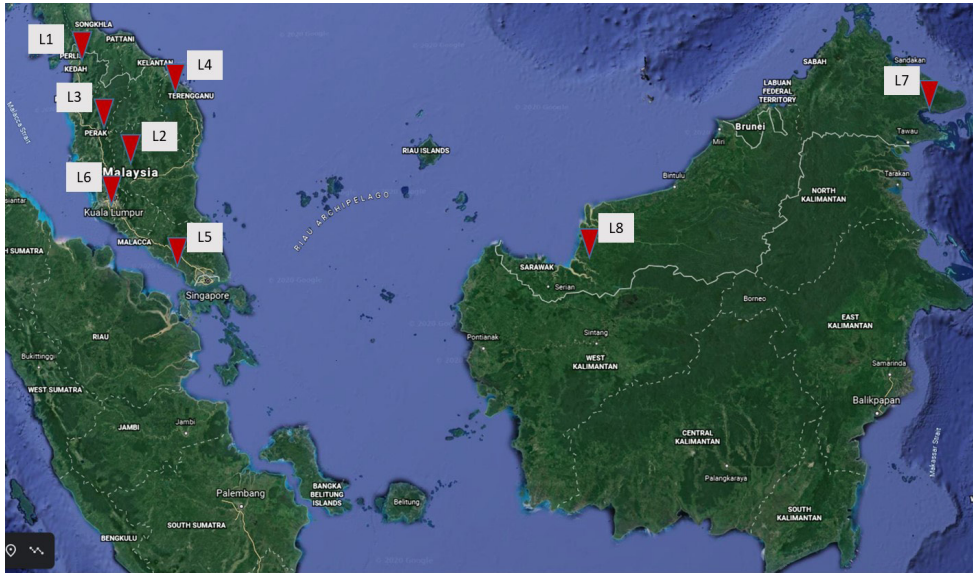 SONGKHLA
L1
PATTANI
PERLI
KEDAH
KELANTAN
L4
TERENGGANU
L3
PERAK
L2
Malaysia
L6
Kuala Lumpur
MALACCA
L5
Singapore
Malacca Strait
RIAU ISLANDS
RIAU ARCHIPELAGO
SABAH
Sandakan
L7
LABUAN
FEDERAL
TERRITORY
Brunei
Miri
Tawau
Bintulu
Tarakan
NORTH
KALIMANTAN
L8
SARAWAK
Serian
Borneo
EAST
KALIMANTAN
siantar
H SUMATRA
RIAU
Bukittinggi
WEST SUMATRA
JAMBI
Jambi
Pontianak
Sintang
WEST
KALIMANTAN
Samarinda
Balikpapan
CENTRAL
KALIMANTAN
Palangkaraya
Makassar Strait
Palembang
BANGKA
BELITUNG
ISLANDS
Belitung
SOUTH SUMATRA
BENGKULU
SOUTH
KALIMANTAN